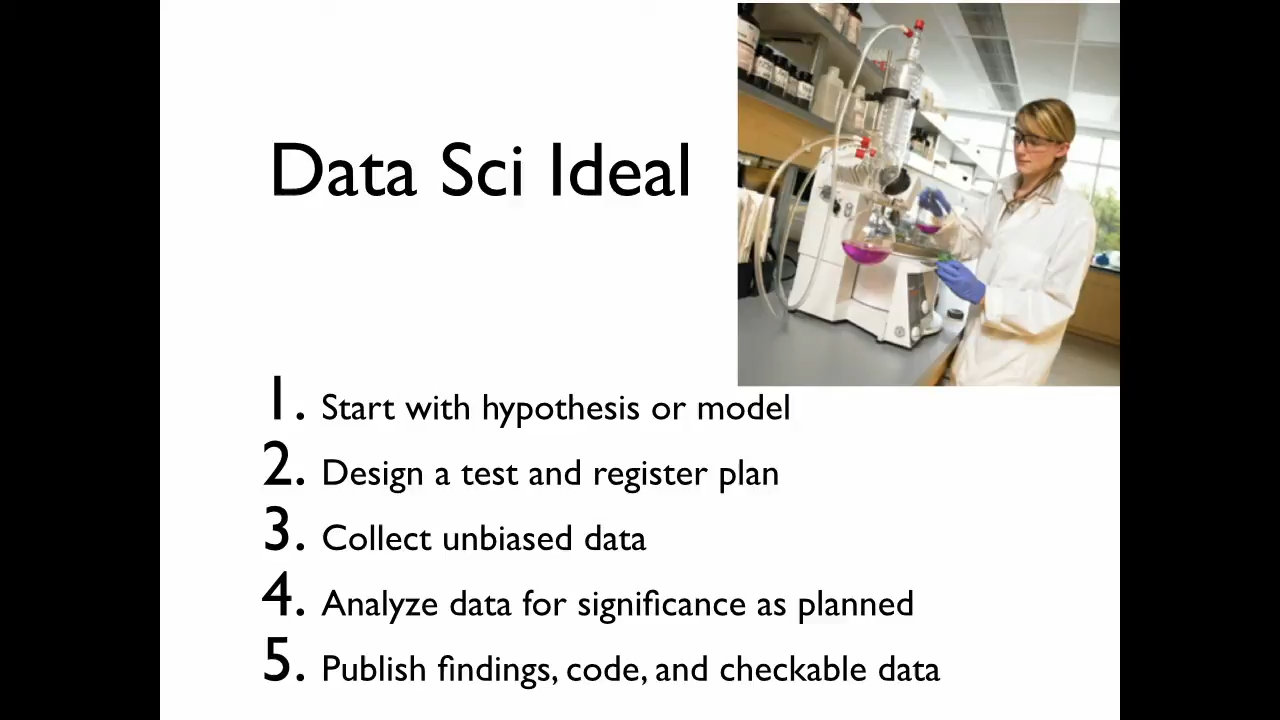 Data Sci Ideal
1. Start with hypothesis or model
2. Design a test and register plan
3. Collect unbiased data
4. Analyze data for significance as planned
5. Publish findings, code, and checkable data